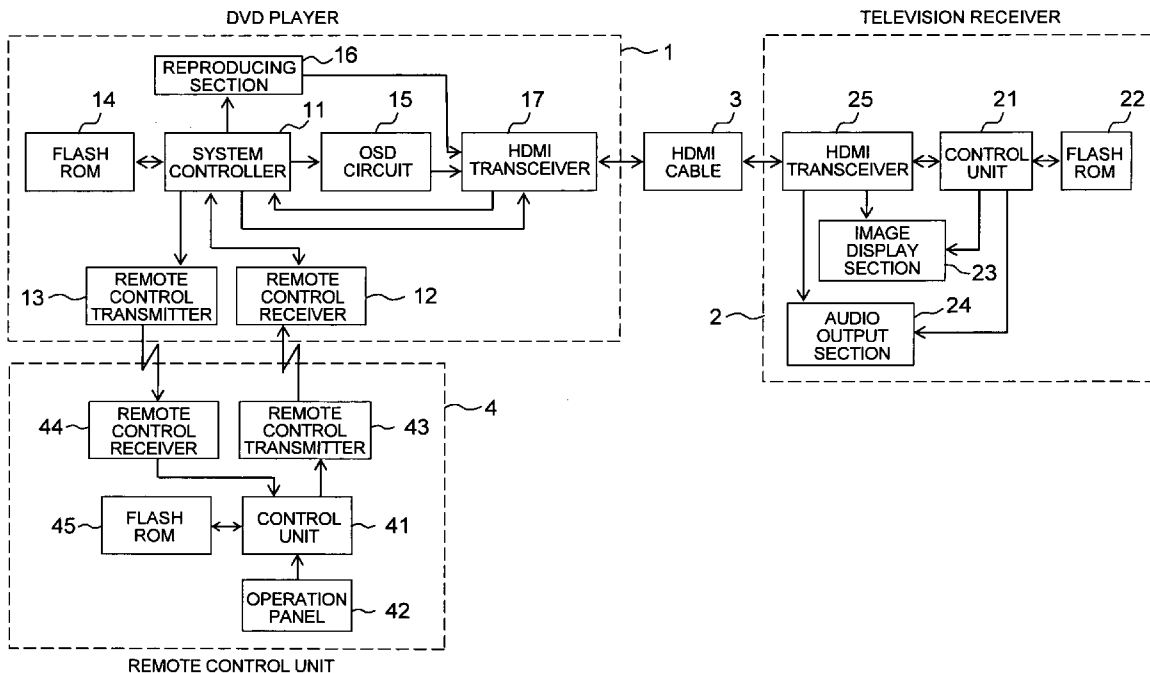 DVD PLAYER
TELEVISION RECEIVER
16
1
REPRODUCING
SECTION
14
11
15
17
3
25
21
22
FLASH
ROM
SYSTEM
CONTROLLER
OSD
CIRCUIT
HDMI
TRANSCEIVER
HDMI
CABLE
HDMI
TRANSCEIVER
CONTROL
UNIT
FLASH
ROM
IMAGE
DISPLAY
SECTION
23
13
REMOTE
CONTROL
TRANSMITTER
REMOTE
CONTROL
RECEIVER
12
2
AUDIO
OUTPUT
SECTION
24
44
REMOTE
CONTROL
RECEIVER
REMOTE
CONTROL
TRANSMITTER
43
4
45
FLASH
ROM
CONTROL
UNIT
41
OPERATION
PANEL
42
REMOTE CONTROL UNIT